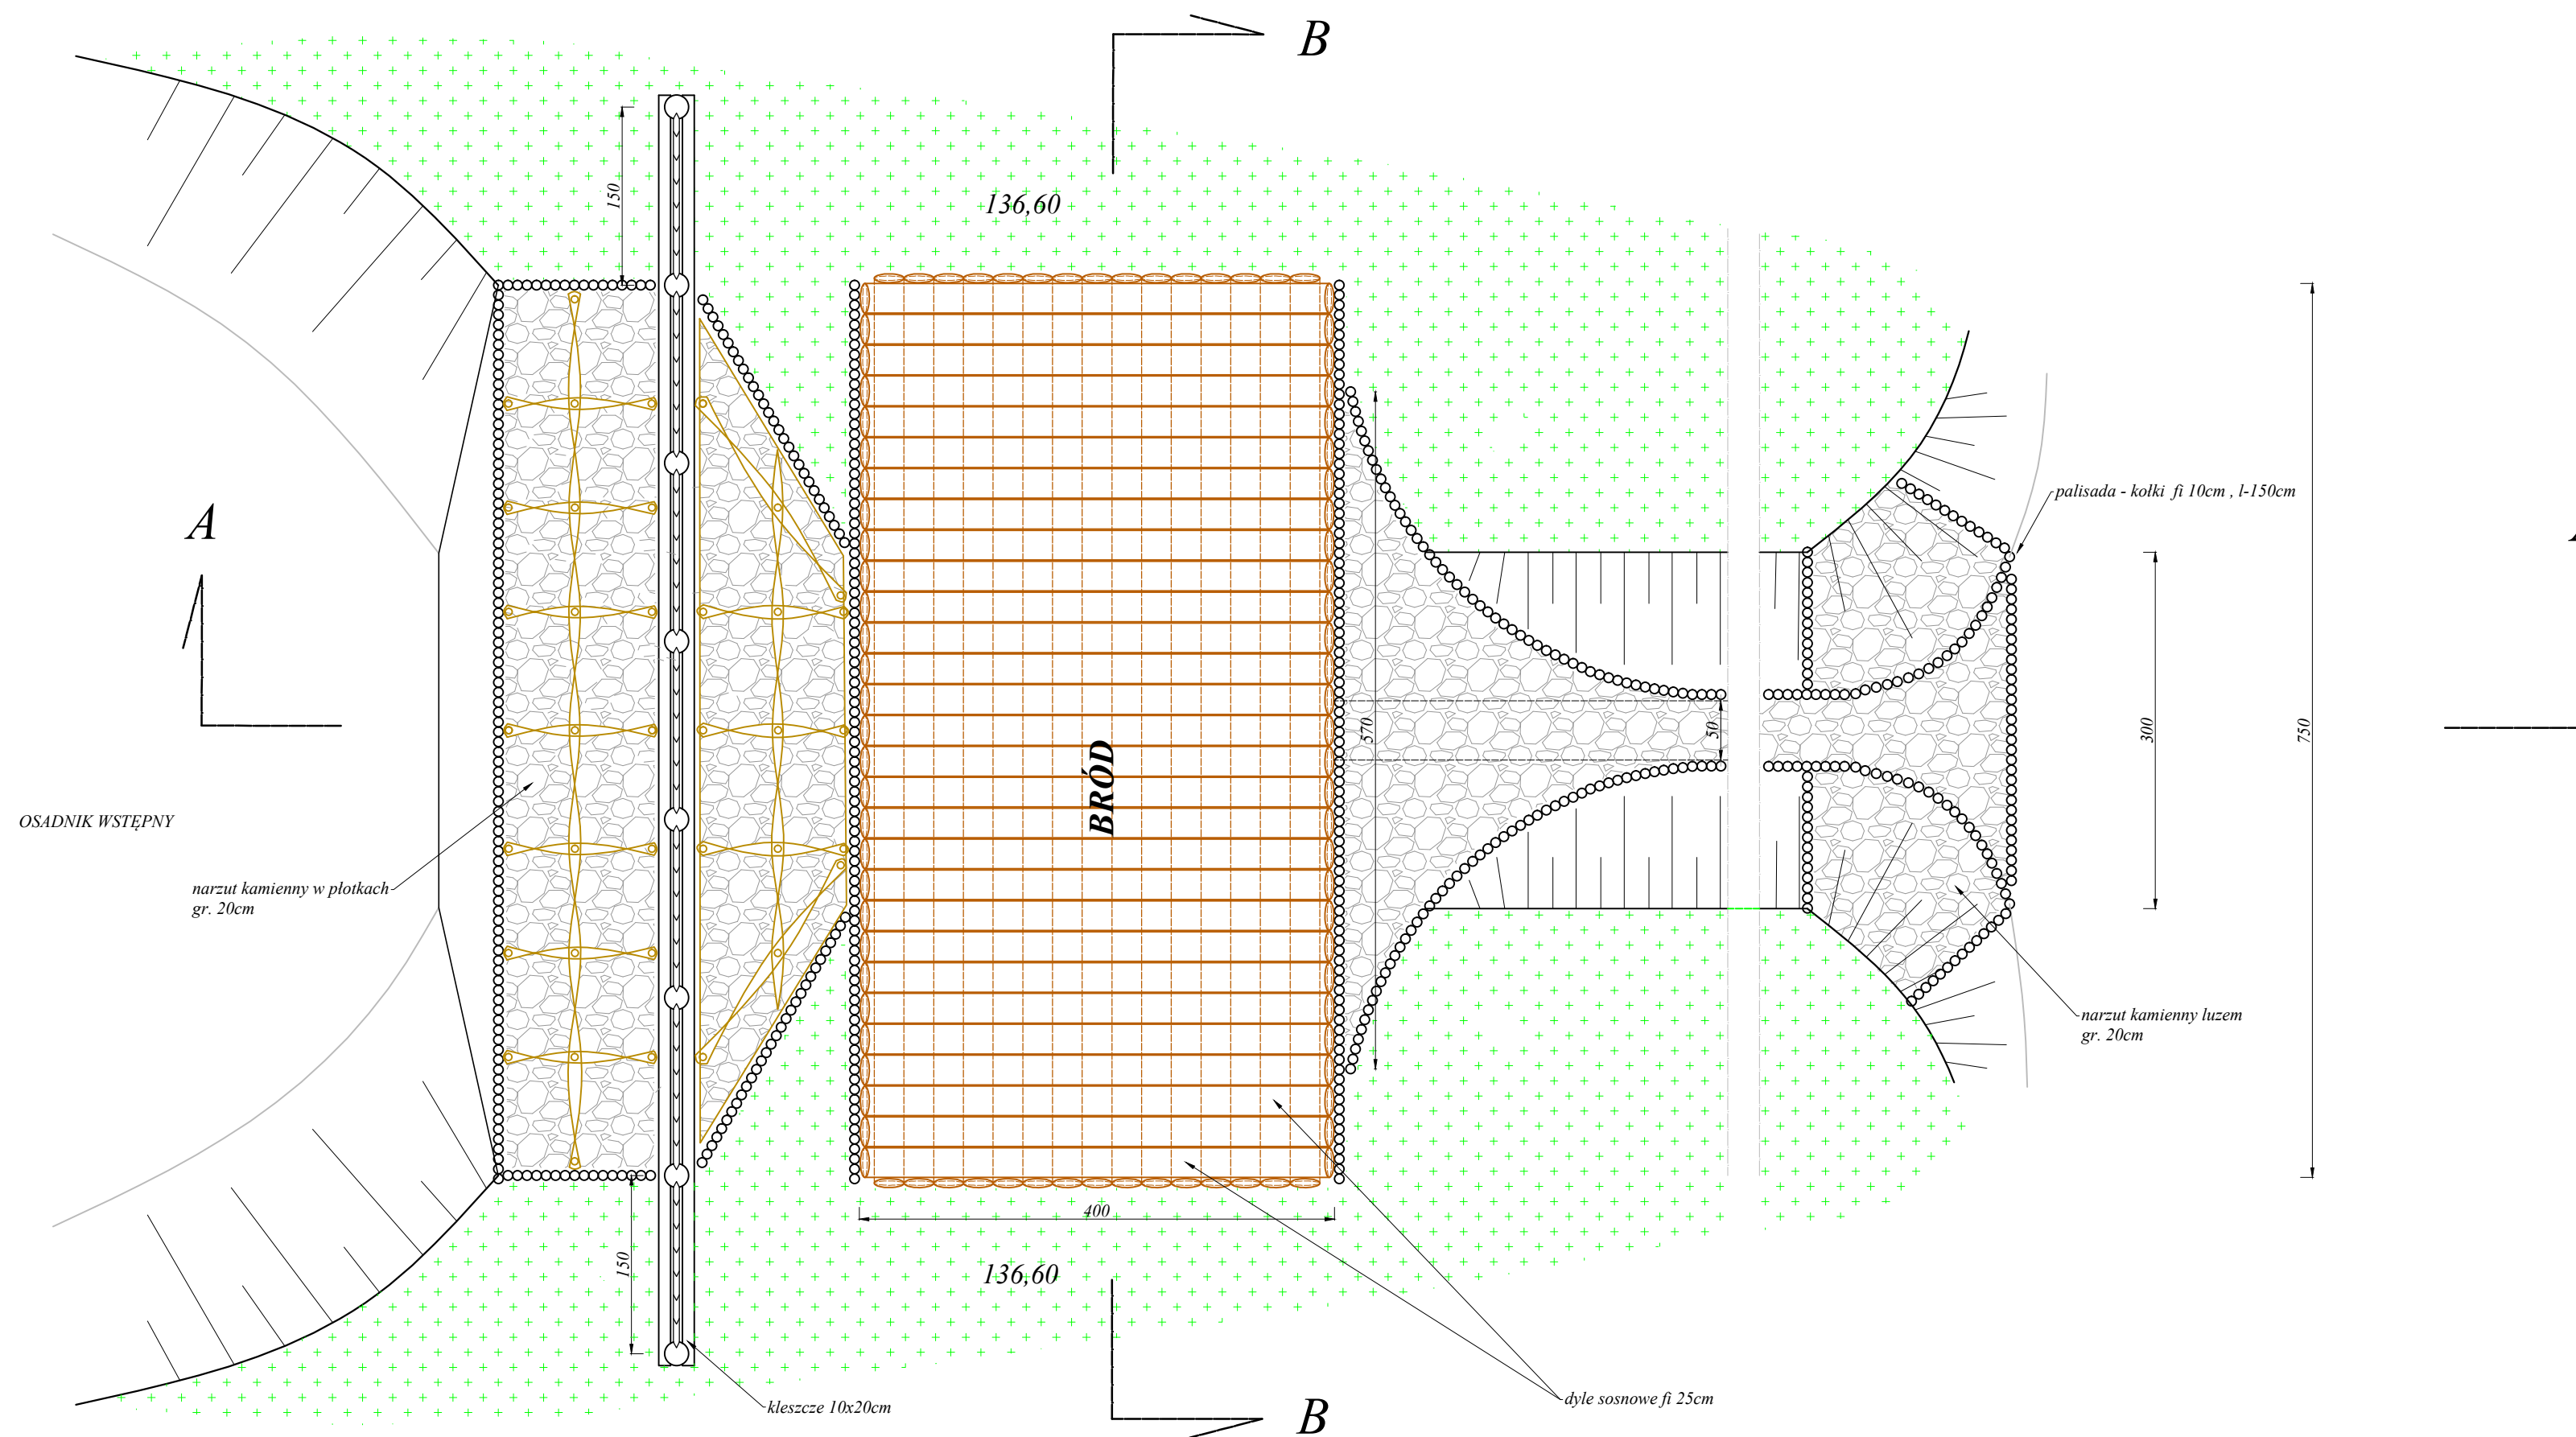 B
150
136,60
palisada - kołki fi 10cm , l-150cm
A
BRÓD
570
50
300
750
OSADNIK WSTĘPNY
narzut kamienny w płotkach
gr. 20cm
narzut kamienny luzem
gr. 20cm
400
150
136,60
dyle sosnowe fi 25cm
kleszcze 10x20cm
B